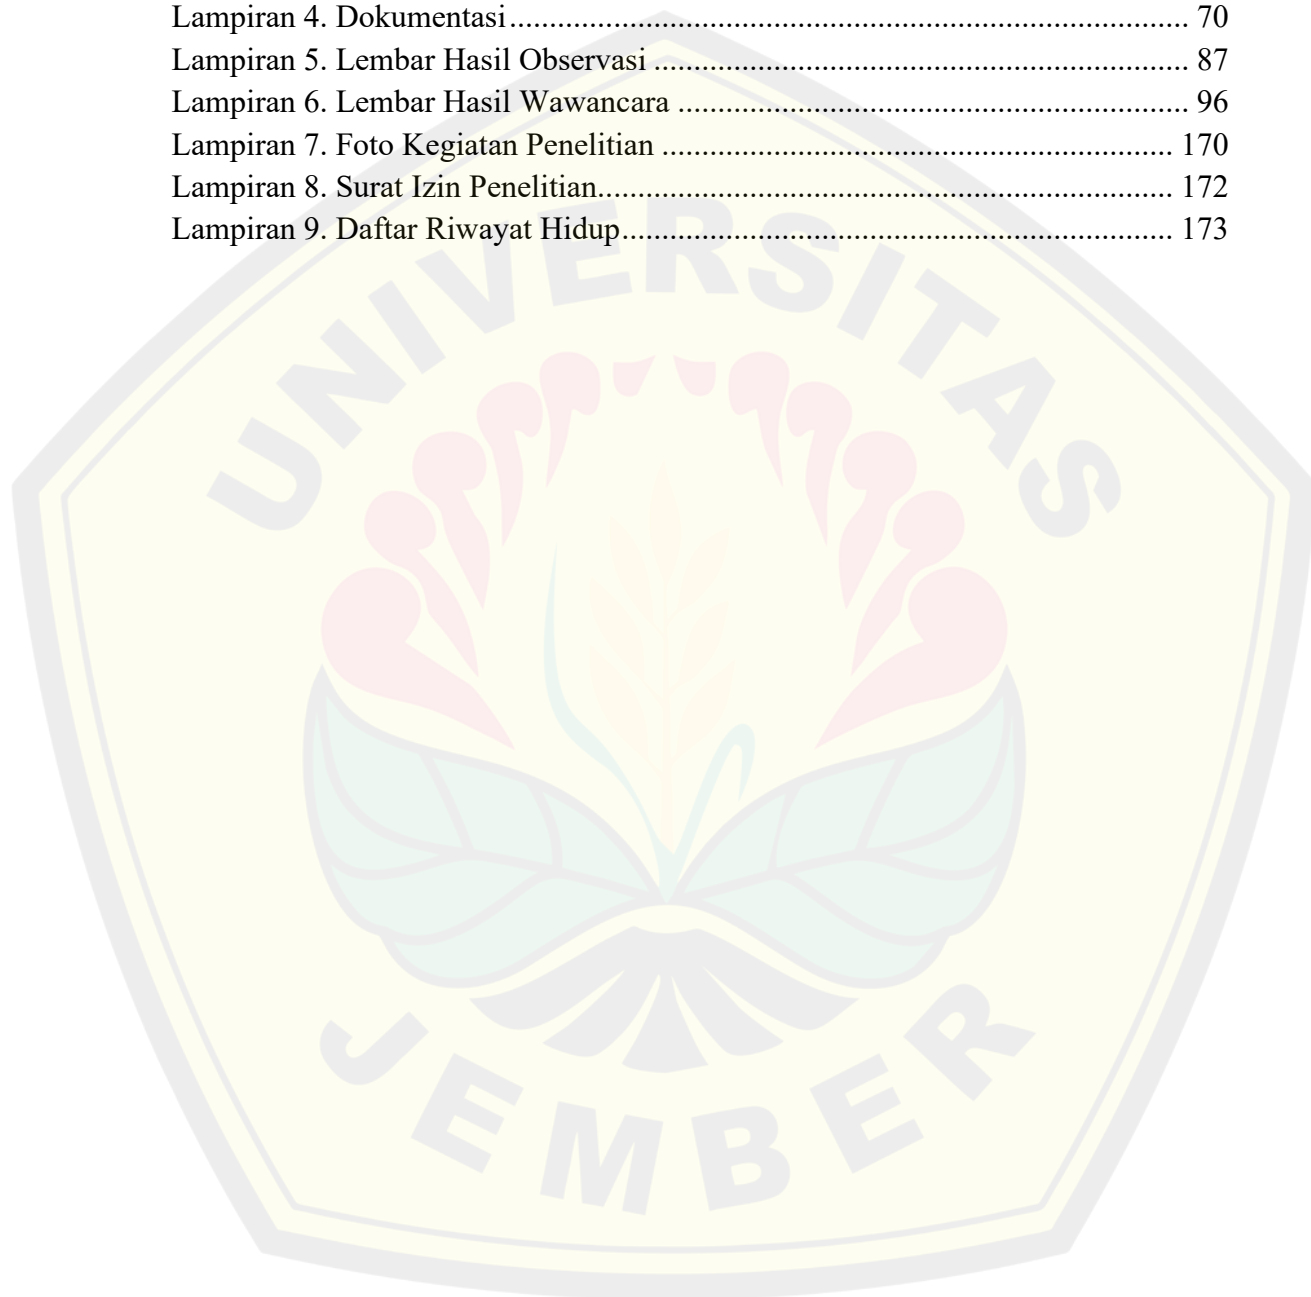 Lampiran 4. Dokumentasi........................................................................................ 70
Lampiran 5. Lembar Hasil Observasi .................................................................... 87
Lampiran 6. Lembar Hasil Wawancara ................................................................. 96
Lampiran 7. Foto Kegiatan Penelitian ................................................................. 170
Lampiran 8. Surat Izin Penelitian......................................................................... 172
Lampiran 9. Daftar Riwayat Hidup...................................................................... 173
UNIVERSITAS
JEMBER